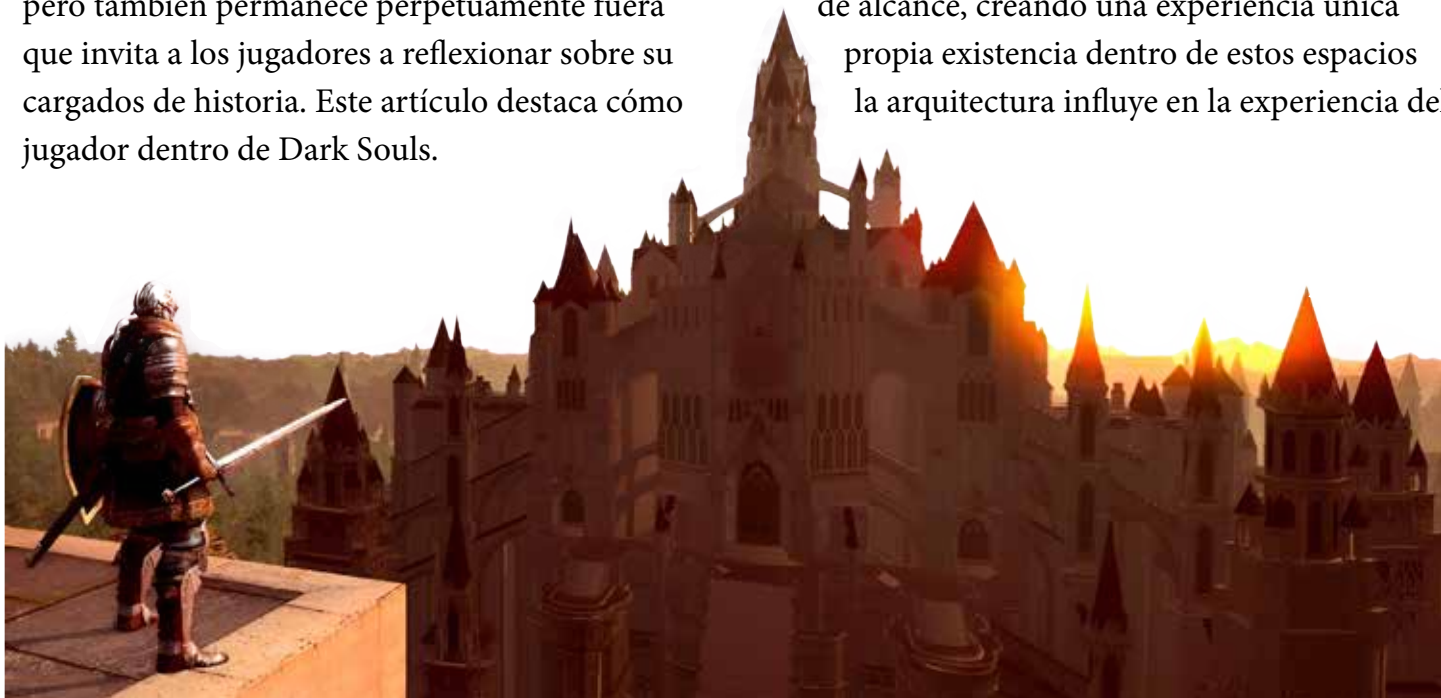 pero también permanece perpetuamente fuera de alcance, creando una experiencia única
que invita a los jugadores a reflexionar sobre su propia existencia dentro de estos espacios
cargados de historia. Este artículo destaca cómo la arquitectura influye en la experiencia del
jugador dentro de Dark Souls.